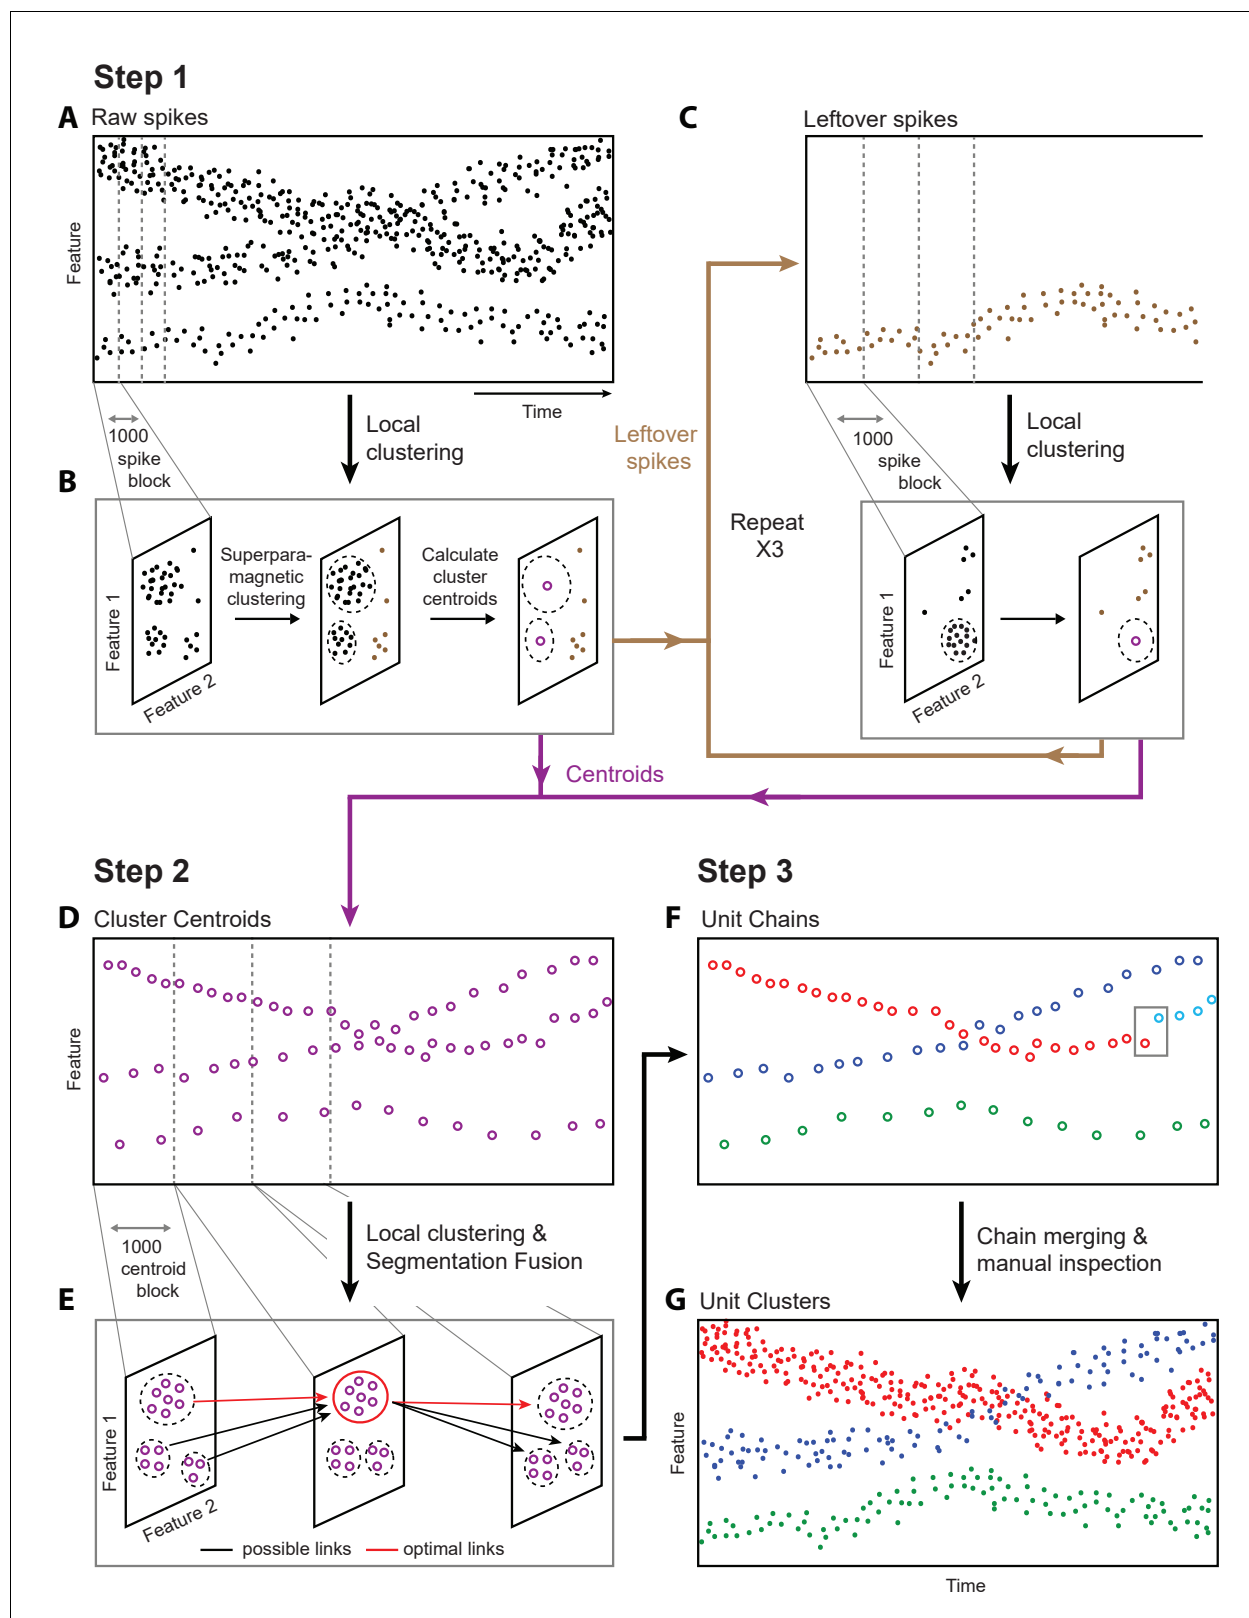 Step 1
A Raw spikes
Feature
Time
1000
spike
block
Local
clustering
C Leftover spikes
1000
spike
block
Local
clustering
Leftover
spikes
Repeat
X3
B
Feature 1
Feature 2
Superpara-
magnetic
clustering
Calculate
cluster
centroids
Feature 1
Feature 2
Centroids
Step 2
D Cluster Centroids
Feature
1000
centroid
block
Local clustering &
Segmentation Fusion
E
Feature 1
Feature 2
possible links
optimal links
Step 3
F Unit Chains
Chain merging &
manual inspection
G Unit Clusters
Feature
Time